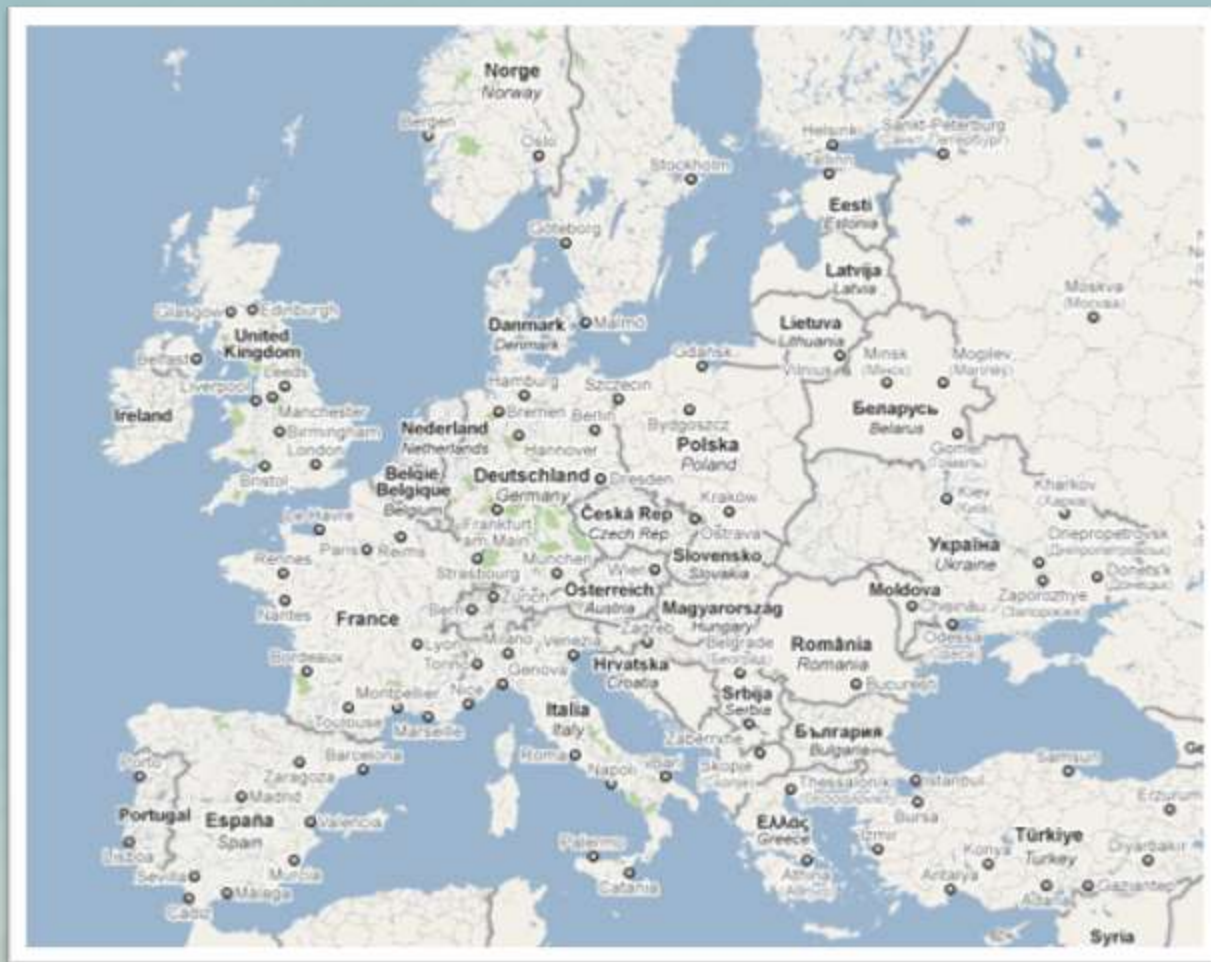 Norge
Norway
Bergen
Oslo
Helsinki
Sankt-Peterburg
Tallinn
Stockholm
Eesti
Estonia
Göteborg
Latvija
Latvia
Moskva
(Москва)
Glasgow
Edinburgh
Danmark
Denmark
Malmö
Lietuva
Lithuania
United
Kingdom
Belfast
Gdańsk
Vilnius
Minsk
(Минск)
Mogilev
Leeds
Liverpool
Hamburg
Szczecin
Ireland
Manchester
Bremen
Berlin
Беларусь
Belarus
Birmingham
Nederland
Netherlands
Hannover
Bydgoszcz
Polska
Poland
London
Bristol
België
Belgique
Belgium
Deutschland
Germany
Dresden
Gomel
Kharkov
Kraków
Kiev
Le Havre
Frankfurt
am Main
Česká Rep
Czech Rep
Ostrava
Dnepropetrovsk
Rennes
Paris
Reims
Strasbourg
München
Wien
Slovensko
Slovakia
Україна
Ukraine
Donets'k
Nantes
France
Bern
Zürich
Österreich
Austria
Magyarország
Hungary
Moldova
Chisinau
Zaporozhye
Odessa
Lyon
Milano
Venezia
Zagreb
Belgrade
România
Romania
Bordeaux
Torino
Genova
Hrvatska
Croatia
Srbija
Serbia
Montpellier
Nice
Toulouse
Marseille
Italia
Italy
България
Bulgaria
Porto
Zaragoza
Barcelona
Roma
Napoli
Bari
Skopje
Thessaloniki
Istanbul
Samsun
Ge
Portugal
Madrid
España
Spain
Valencia
Bursa
Erzurum
Ελλάς
Greece
Izmir
Türkiye
Turkey
Konya
Diyarbakır
Sevilla
Murcia
Palermo
Catania
Athina
Antalya
Adana
Gaziantep
Cádiz
Málaga
Syria